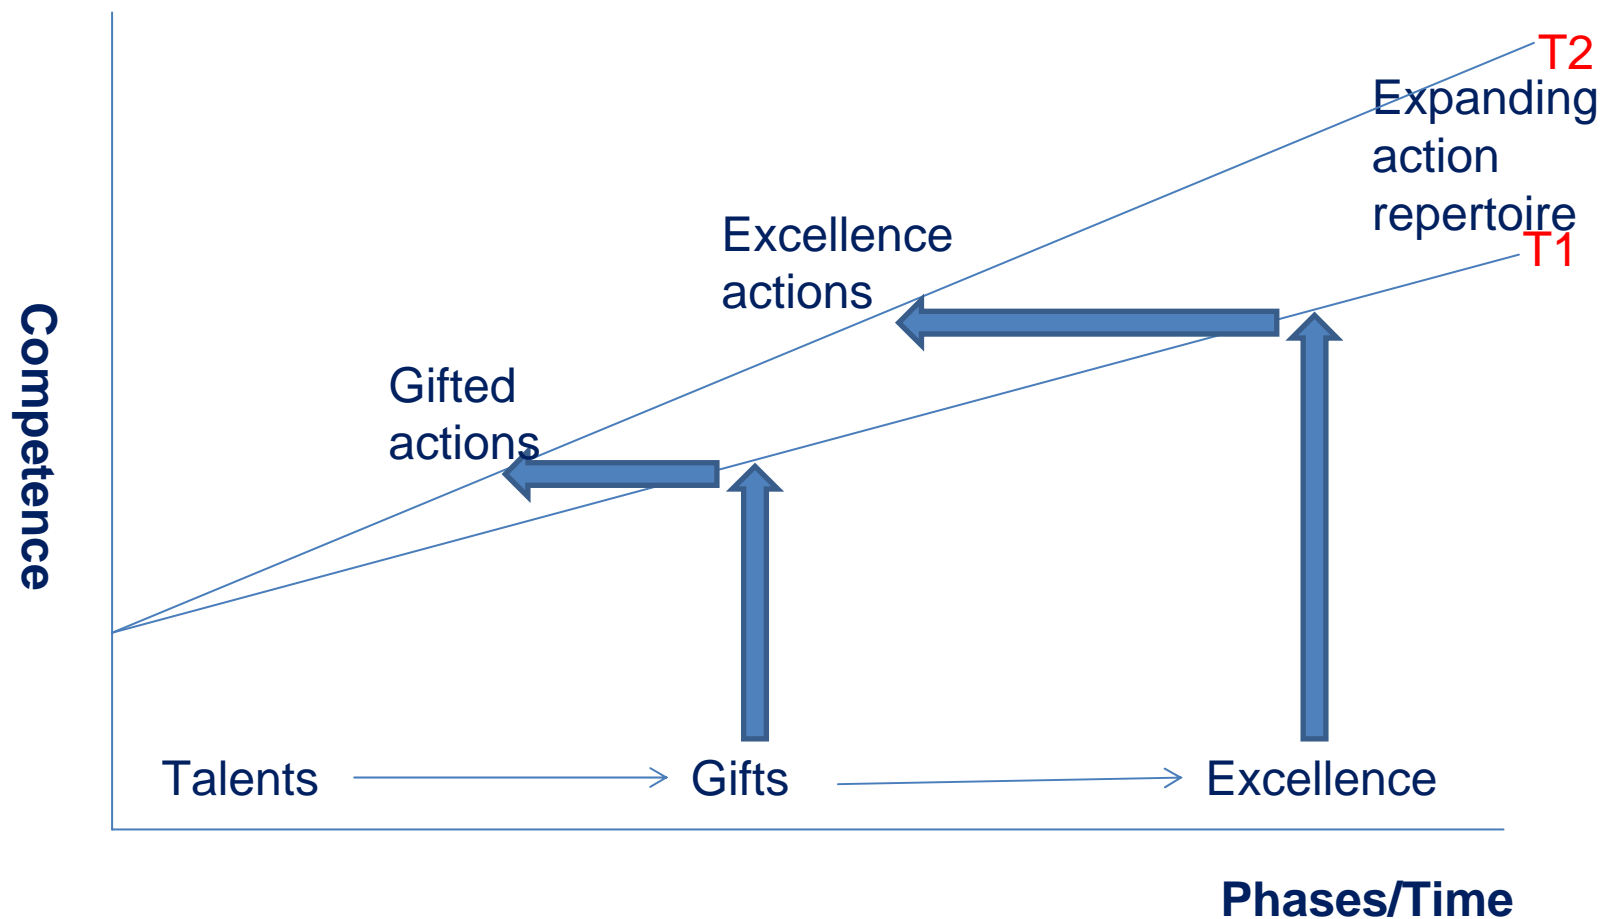 T2
Expanding
action
repertoire
T1
Excellence
actions
Gifted
actions
Competence
Talents
Gifts
Excellence
Phases/Time